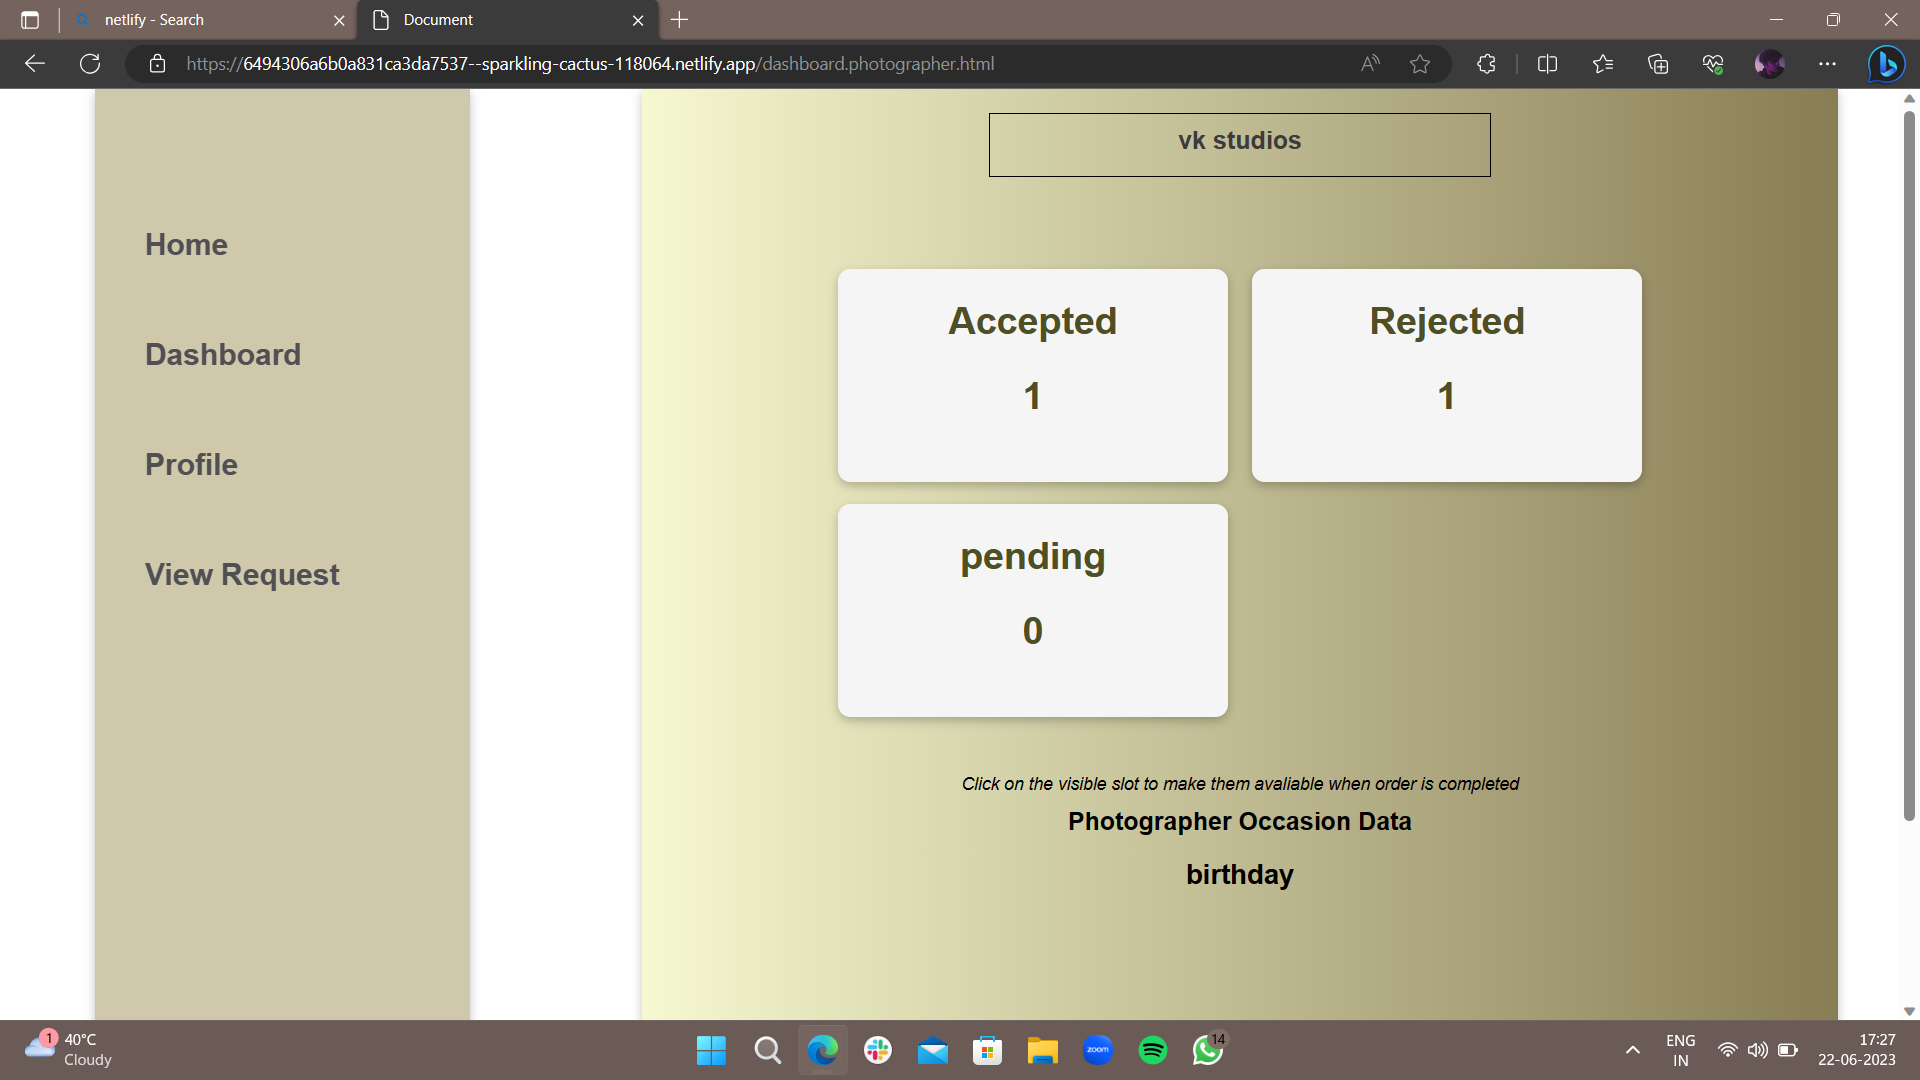 netlify - Search
Document
https://6494306a6b0a831ca3da7537--sparkling-cactus-118064.netlify.app/dashboard.photographer.html
vk studios
Home
Dashboard
Profile
View Request
Accepted
1
Rejected
1
pending
0
Click on the visible slot to make them avaliable when order is completed
Photographer Occasion Data
birthday
1
40°C
Cloudy
zoom
14
ENG
IN
17:27
22-06-2023